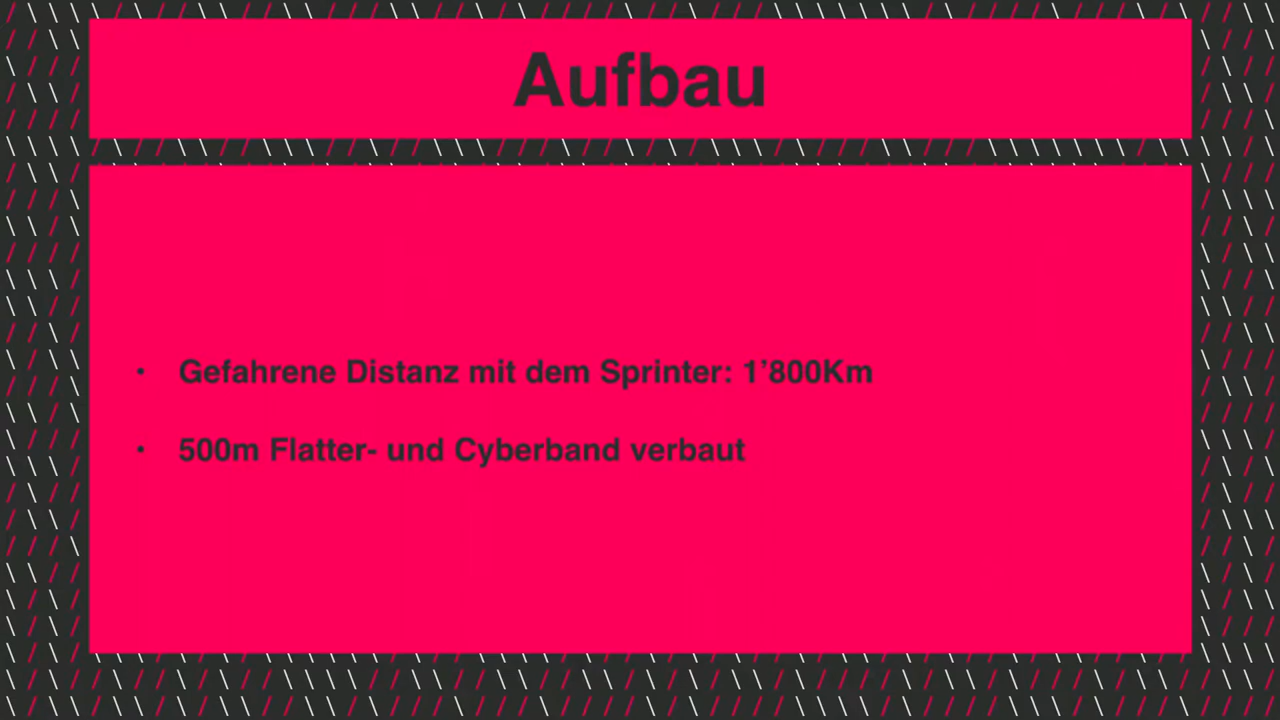 Aufbau
• Gefahrene Distanz mit dem Sprinter: 1’800Km
• 500m Flatter- und Cyberband verbaut